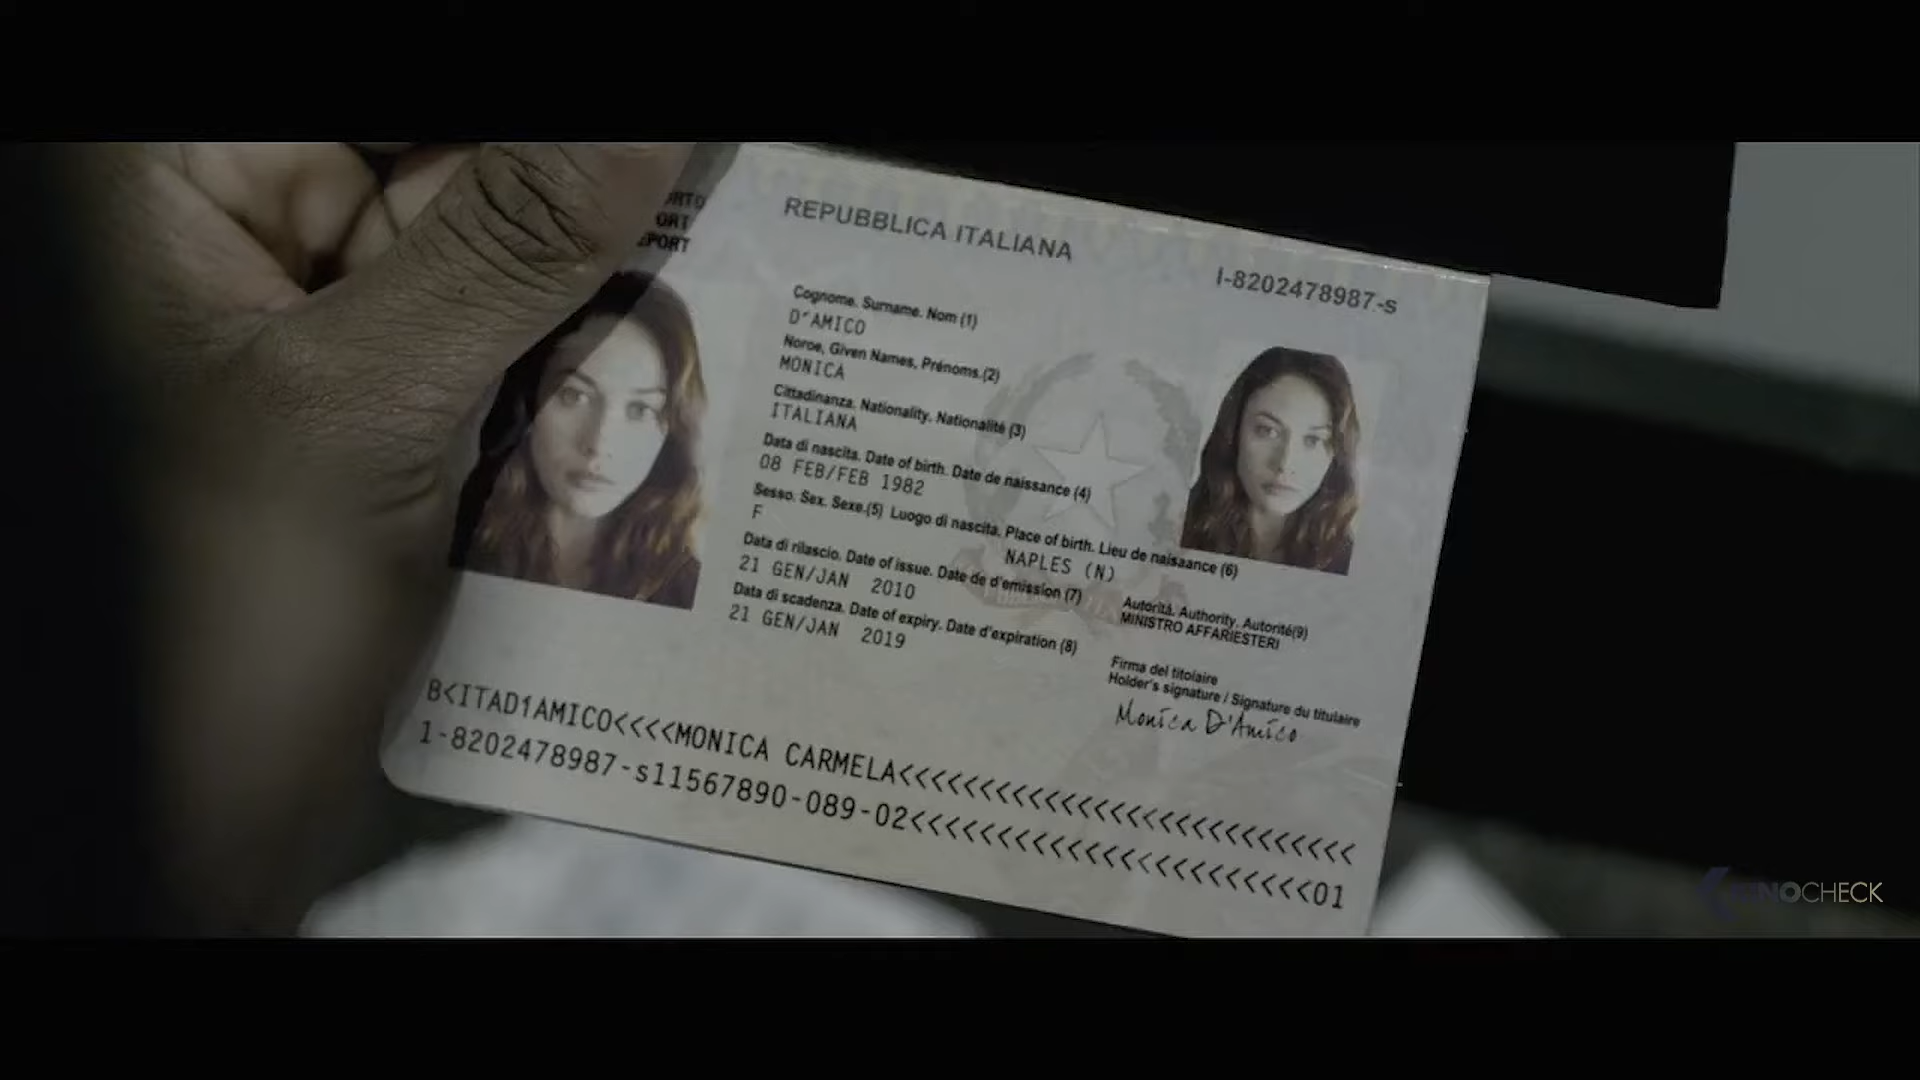 REPUBBLICA ITALIANA
I-8202478987-s
Cognome. Surname. Nom (1)
D'AMICO
Noroe, Given Names, Prénoms.(2)
MONICA
Cittadinanza. Nationality. Nationalité (3)
ITALIANA
Data di nascita. Date of birth. Date de naissance (4)
08 FEB/FEB 1982
Sesso. Sex. Sexe.(5) Luogo di nascita, Place of birth. Lieu de naisaance (6)
F NAPLES (N)
Data di rilascio. Date of issue. Date de d'emission (7)
21 GEN/JAN 2010
Data di scadenza. Date of expiry. Date d'expiration (8)
21 GEN/JAN 2019
Autoritá. Authority. Autorité(9)
MINISTRO AFFARIESTERI
Firma del titolaire
Holder's signature / Signature du titulaire
Monica D'Amico
B<ITAD1AMICO<<<<MONICA CARMELA<<<<<<<<<<<<<<<<<<<<<<<<<<<<
1-8202478987-s11567890-089-02<<<<<<<<<<<<<<<<<<<<<<<<01
KINOCHECK